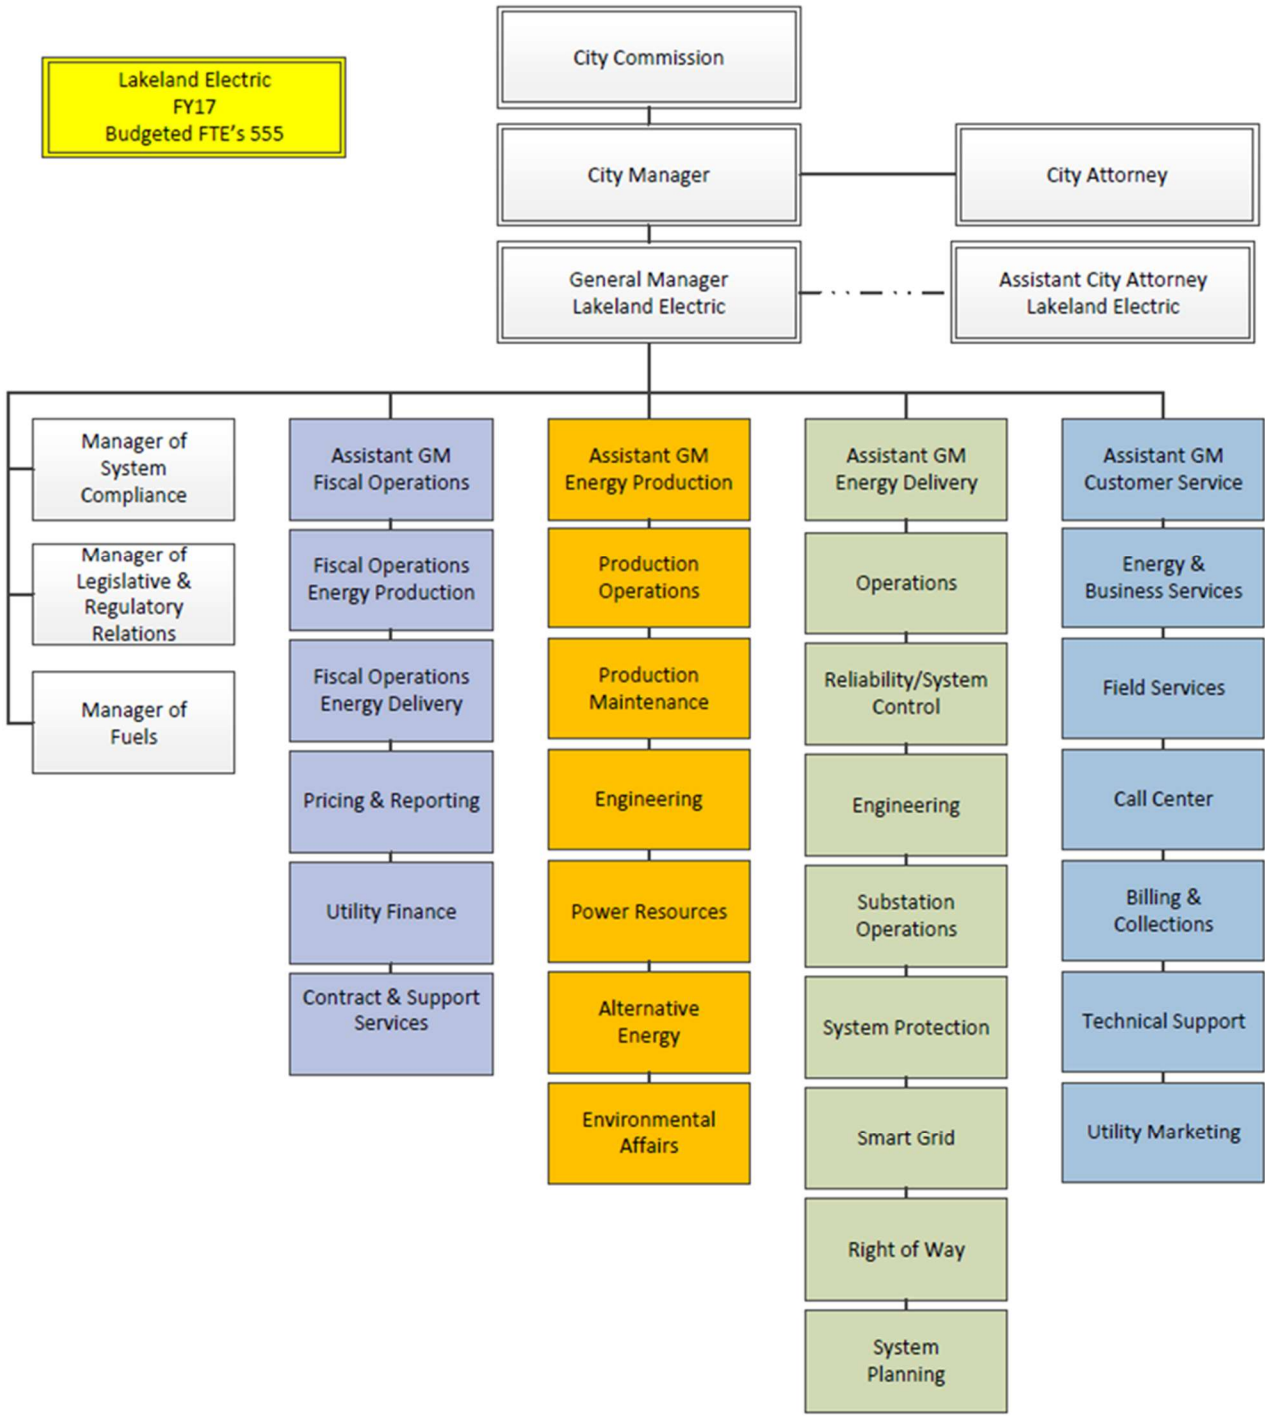 City Commission
Lakeland Electric
FY17
Budgeted FTE's 555
City Manager
City Attorney
General Manager
Lakeland Electric
Assistant City Attorney
Lakeland Electric
Manager of
System
Compliance
Manager of
Legislative &
Regulatory
Relations
Manager of
Fuels
Assistant GM
Fiscal Operations
Fiscal Operations
Energy Production
Fiscal Operations
Energy Delivery
Pricing & Reporting
Utility Finance
Contract & Support
Services
Assistant GM
Energy Production
Production
Operations
Production
Maintenance
Engineering
Power Resources
Alternative
Energy
Environmental
Affairs
Assistant GM
Energy Delivery
Operations
Reliability/System
Control
Engineering
Substation
Operations
System Protection
Smart Grid
Right of Way
System
Planning
Assistant GM
Customer Service
Energy &
Business Services
Field Services
Call Center
Billing &
Collections
Technical Support
Utility Marketing